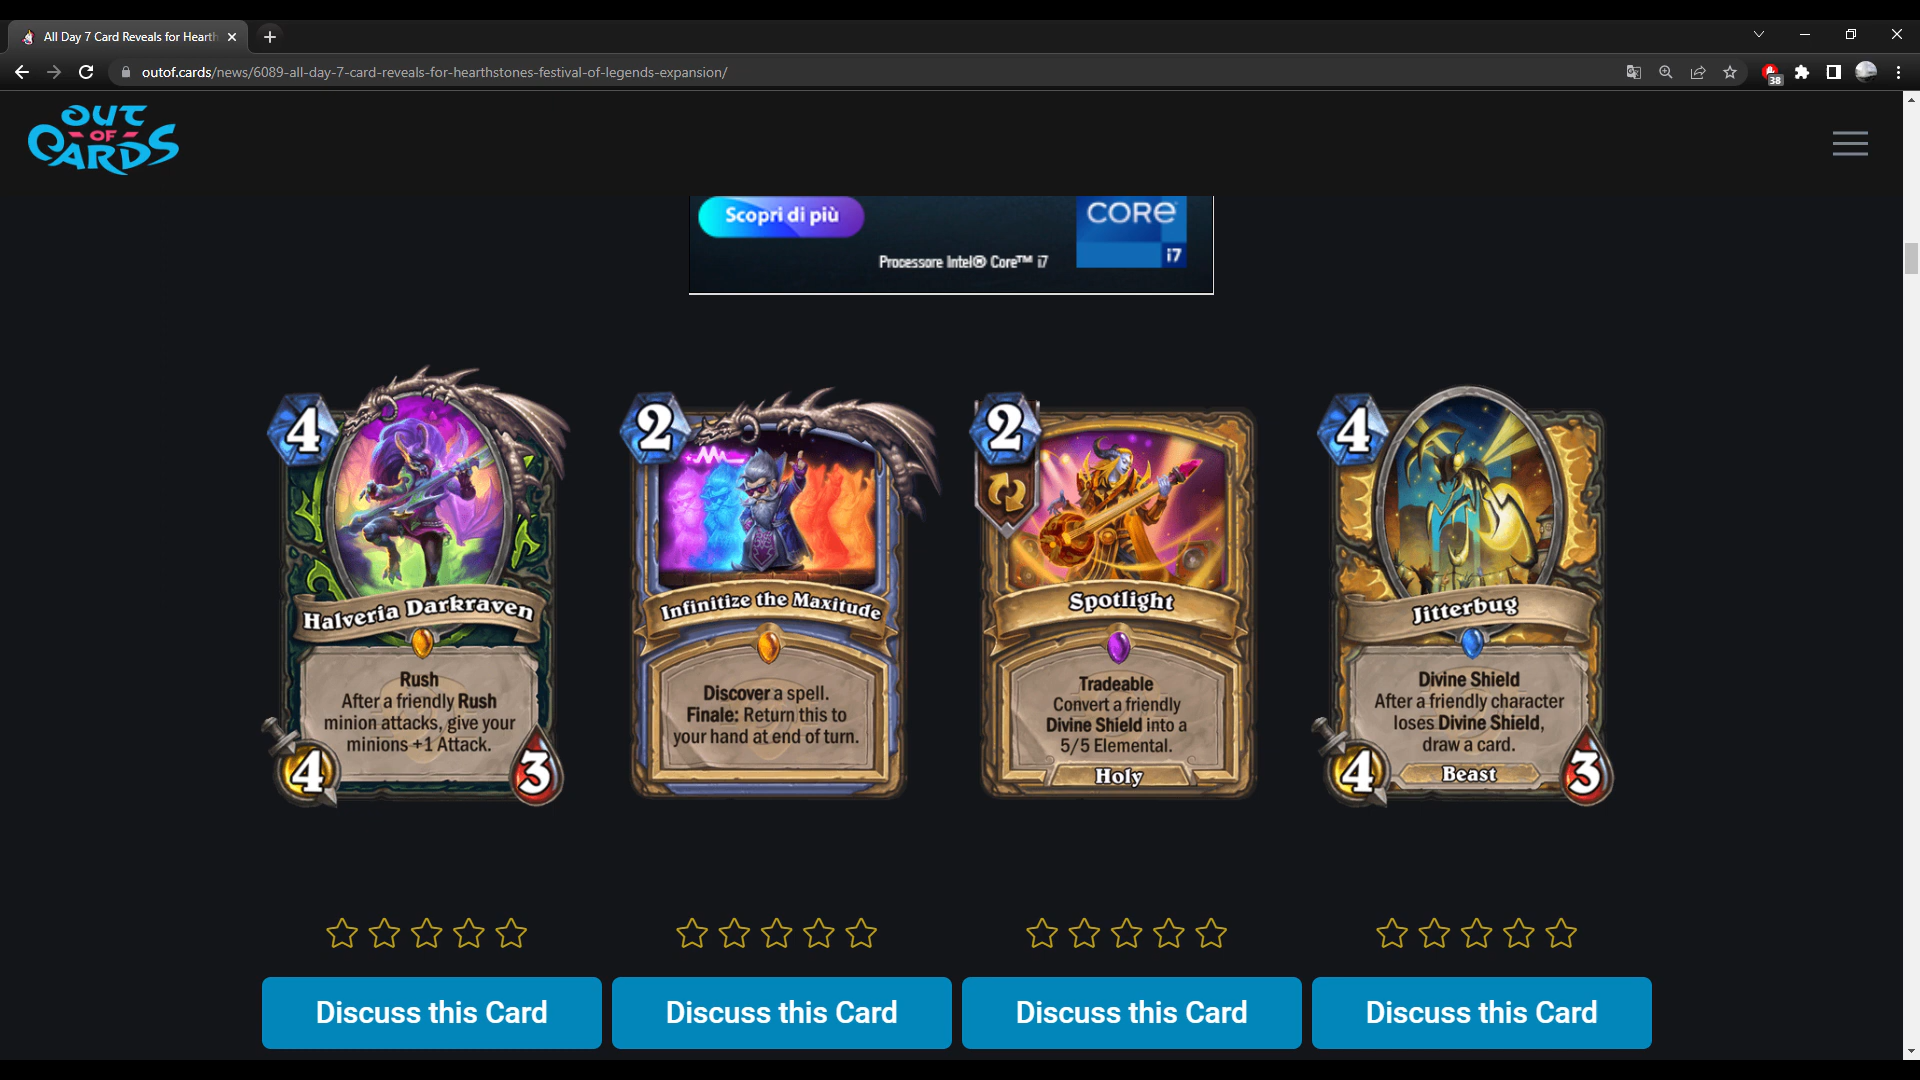 All Day 7 Card Reveals for Hearth
outof.cards/news/6089-all-day-7-card-reveals-for-hearthstones-festival-of-legends-expansion/
38
OUT
OF
CARDS
Scopri di più
CORE
i7
Processore Intel® Core™ i7
4
Halveria Darkraven
Rush
After a friendly Rush
minion attacks, give your
minions +1 Attack.
4
3
2
Infinitize the Maxitude
Discover a spell.
Finale: Return this to
your hand at end of turn.
2
Spotlight
Tradeable
Convert a friendly
Divine Shield into a
5/5 Elemental.
Holy
4
Jitterbug
Divine Shield
After a friendly character
loses Divine Shield,
draw a card.
4
Beast
3
Discuss this Card
Discuss this Card
Discuss this Card
Discuss this Card